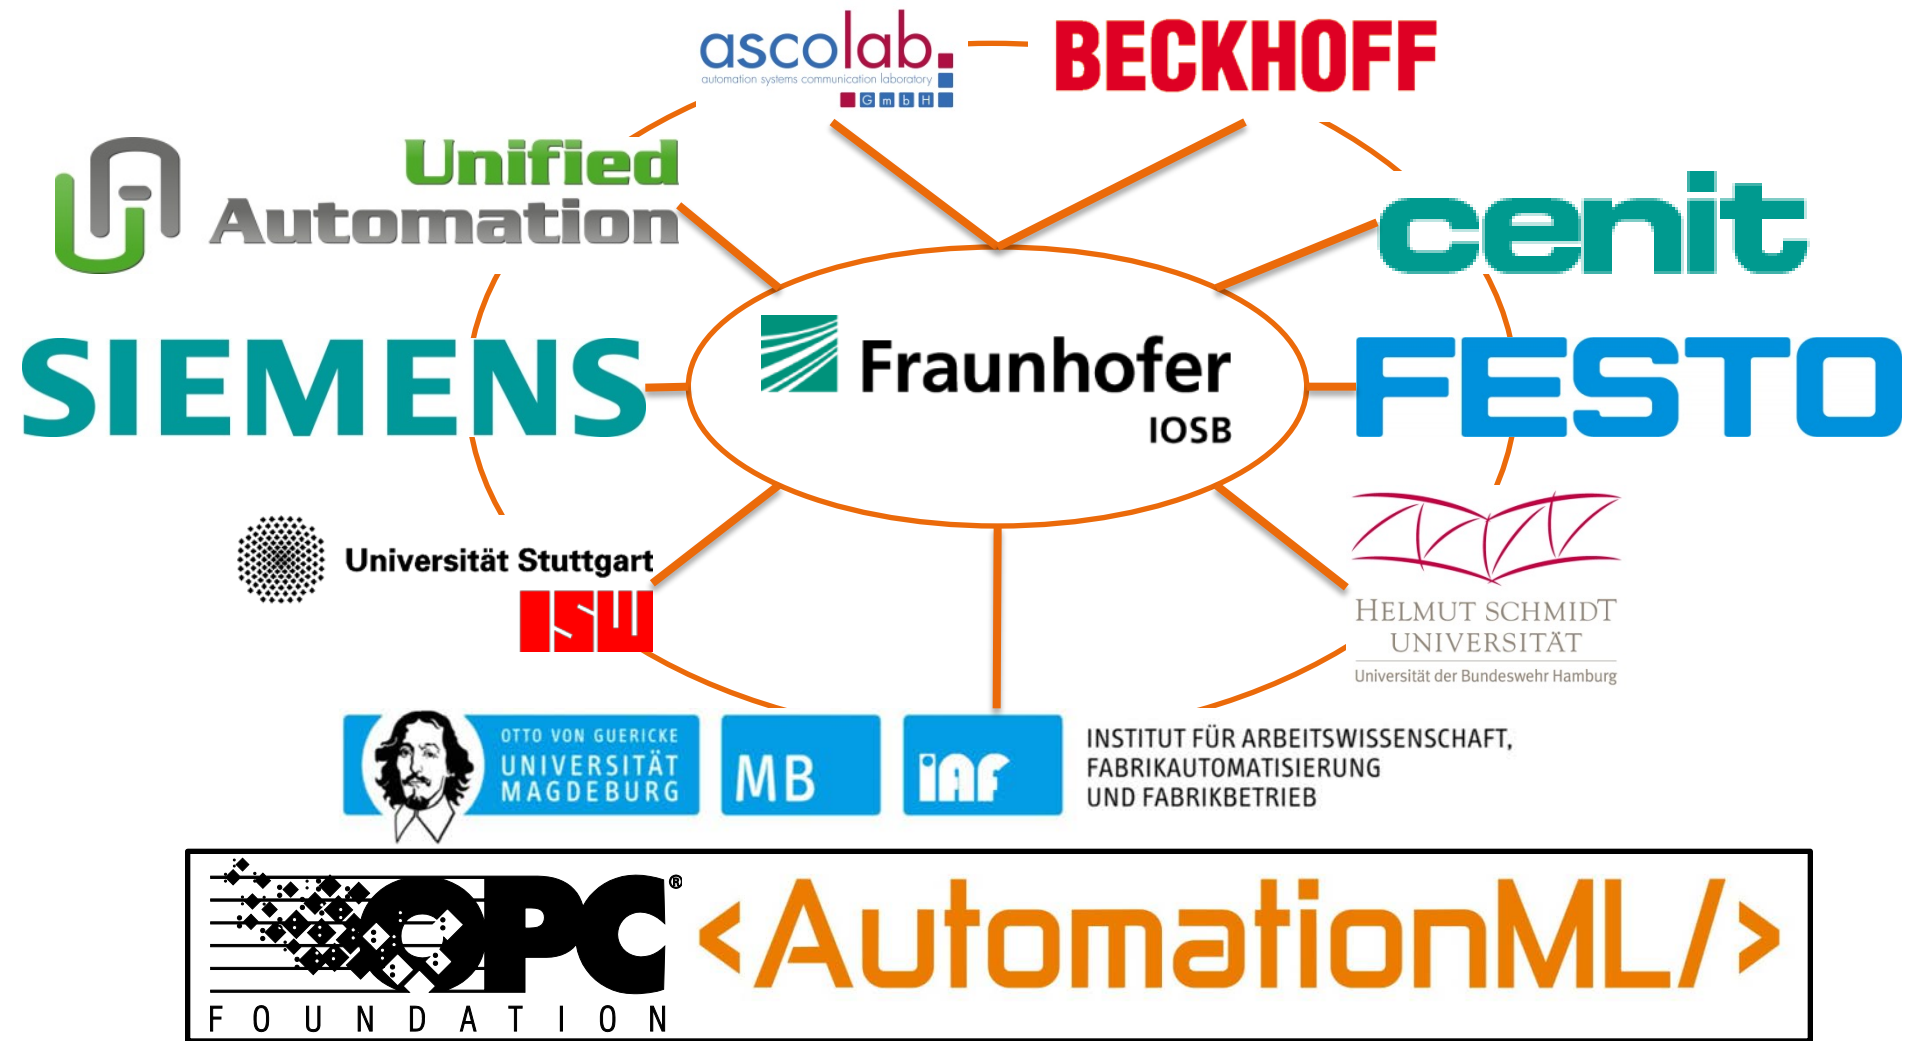 ascolab
automation systems communication laboratory
GmbH
BECKHOFF
Unified
Automation
cenit
SIEMENS
Fraunhofer
IOSB
FESTO
Universität Stuttgart
ISW
HELMUT SCHMIDT
UNIVERSITÄT
Universität der Bundeswehr Hamburg
OTTO VON GUERICKE
UNIVERSITÄT
MAGDEBURG
MB
iAF
INSTITUT FÜR ARBEITSWISSENSCHAFT,
FABRIKAUTOMATISIERUNG
UND FABRIKBETRIEB
OPC®
FOUNDATION
<AutomationML/>